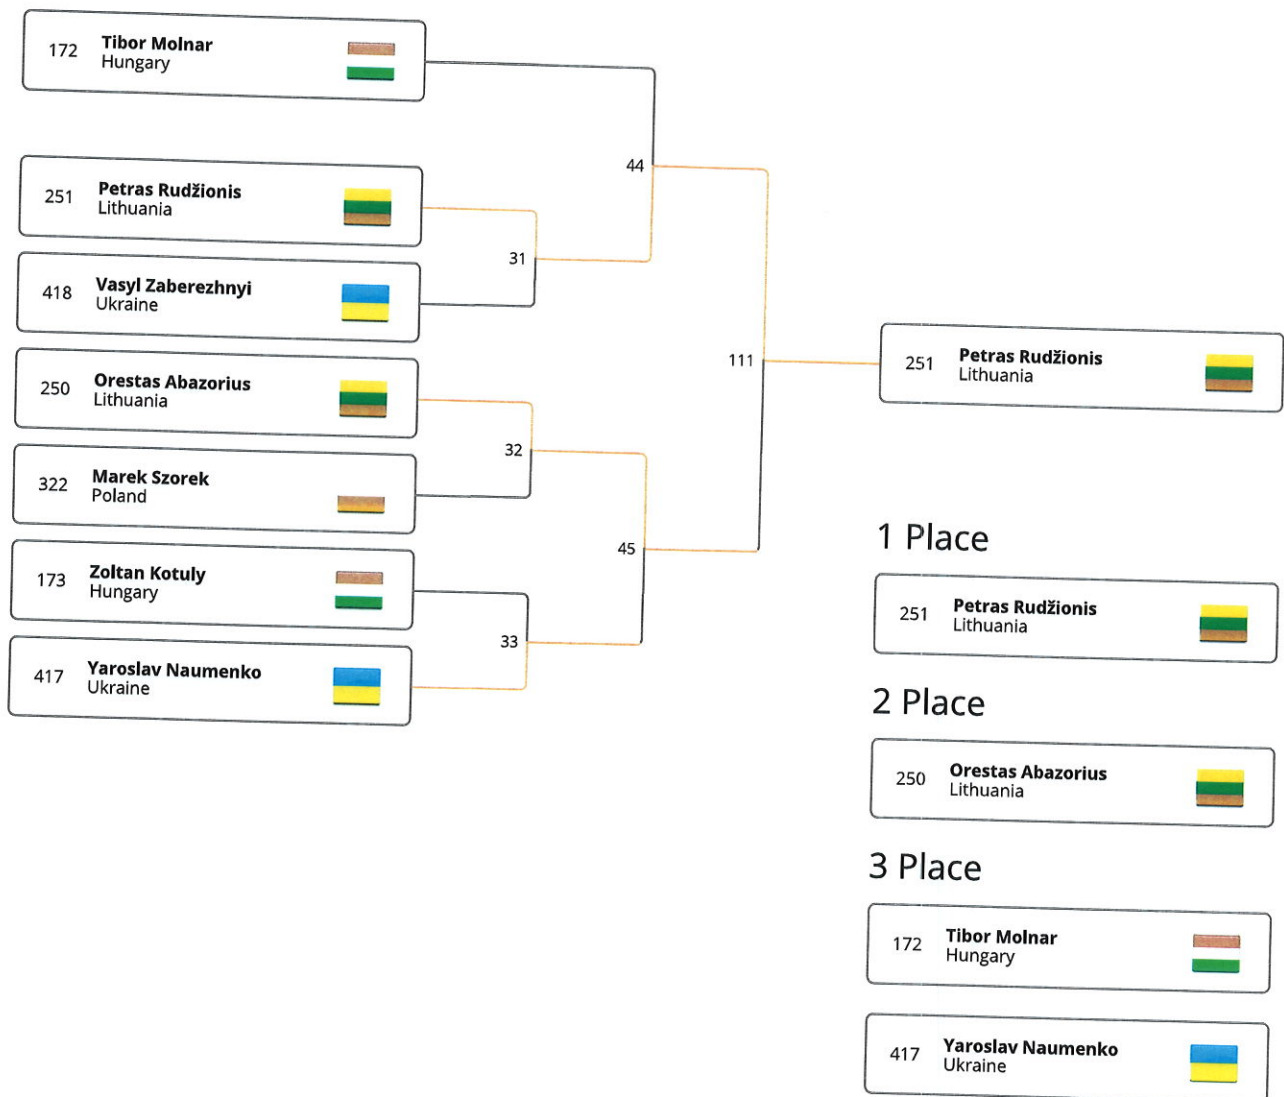 172 Tibor Molnar
Hungary
44
251 Petras Rudžionis
Lithuania
31
418 Vasyl Zaberezhnyi
Ukraine
111
251 Petras Rudžionis
Lithuania
250 Orestas Abazorius
Lithuania
32
322 Marek Szorek
Poland
45
173 Zoltan Kotuly
Hungary
33
417 Yaroslav Naumenko
Ukraine
1 Place
251 Petras Rudžionis
Lithuania
2 Place
250 Orestas Abazorius
Lithuania
3 Place
172 Tibor Molnar
Hungary
417 Yaroslav Naumenko
Ukraine